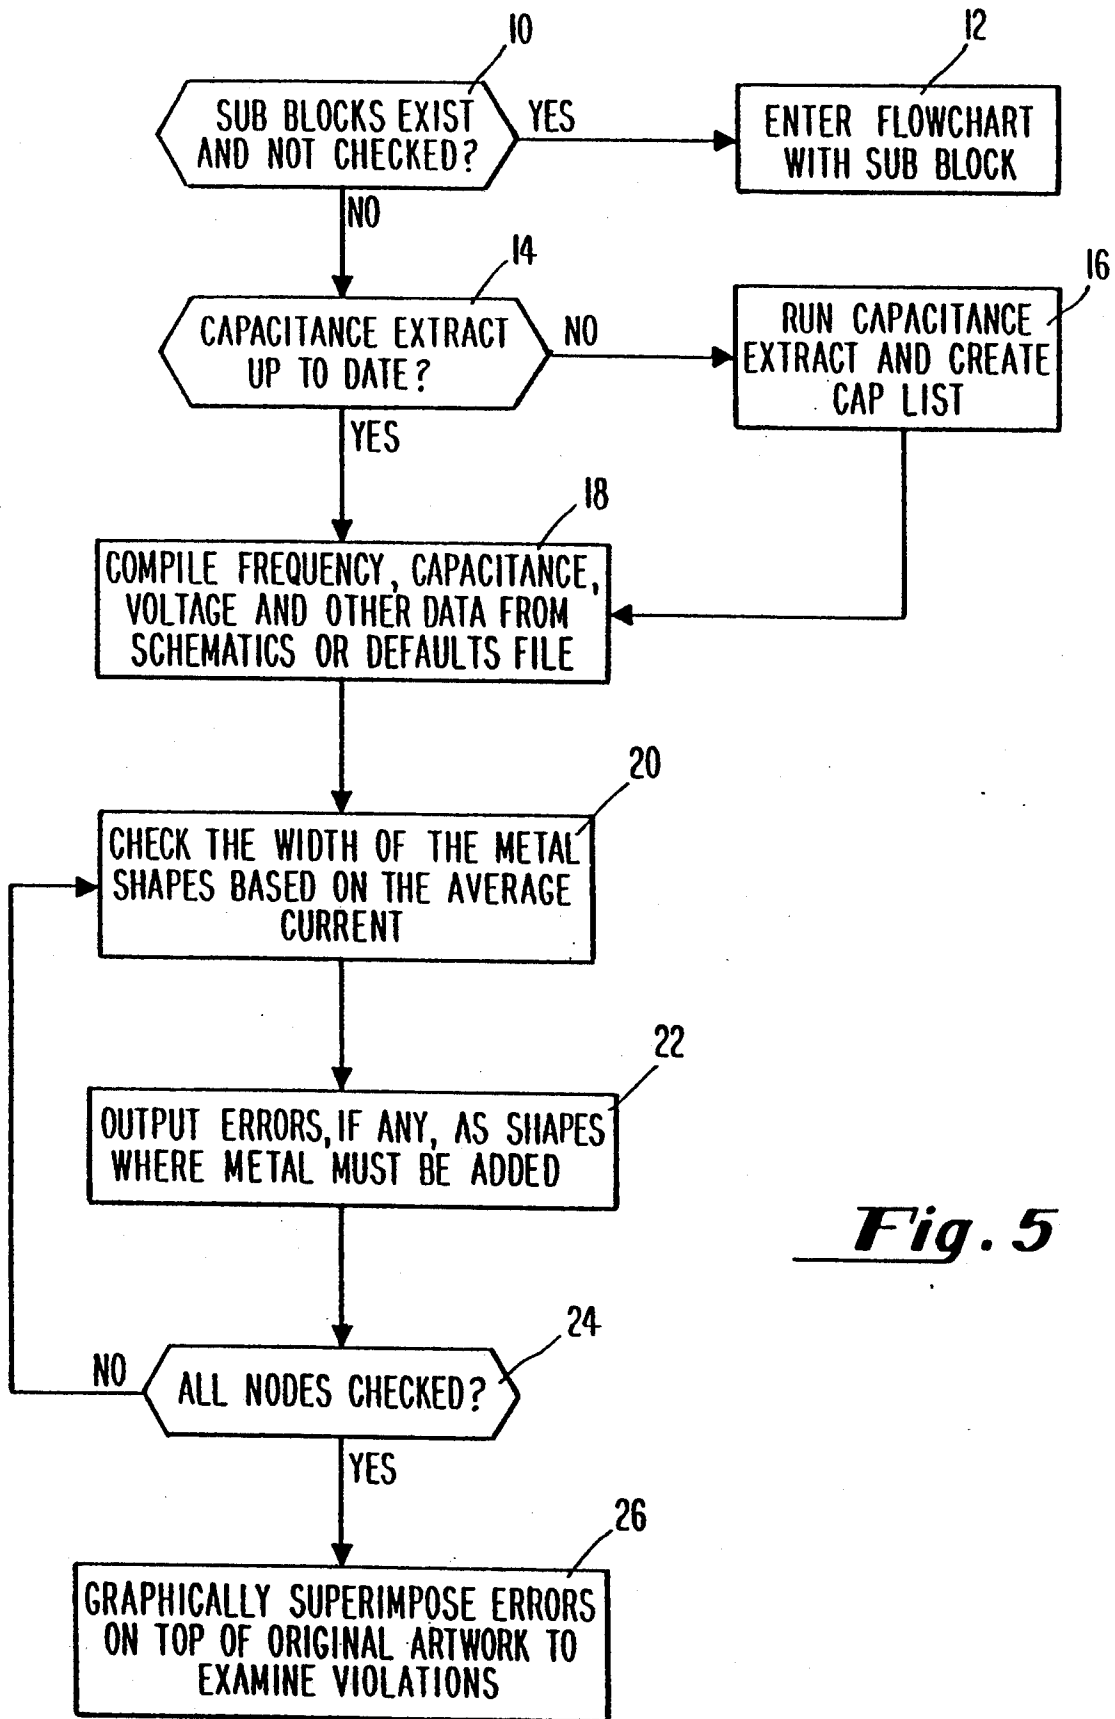 10
SUB BLOCKS EXIST
AND NOT CHECKED?
YES
12
ENTER FLOWCHART
WITH SUB BLOCK
NO
14
CAPACITANCE EXTRACT
UP TO DATE?
NO
16
RUN CAPACITANCE
EXTRACT AND CREATE
CAP LIST
YES
18
COMPILE FREQUENCY, CAPACITANCE,
VOLTAGE AND OTHER DATA FROM
SCHEMATICS OR DEFAULTS FILE
20
CHECK THE WIDTH OF THE METAL
SHAPES BASED ON THE AVERAGE
CURRENT
22
OUTPUT ERRORS, IF ANY, AS SHAPES
WHERE METAL MUST BE ADDED
Fig. 5
24
NO
ALL NODES CHECKED?
YES
26
GRAPHICALLY SUPERIMPOSE ERRORS
ON TOP OF ORIGINAL ARTWORK TO
EXAMINE VIOLATIONS